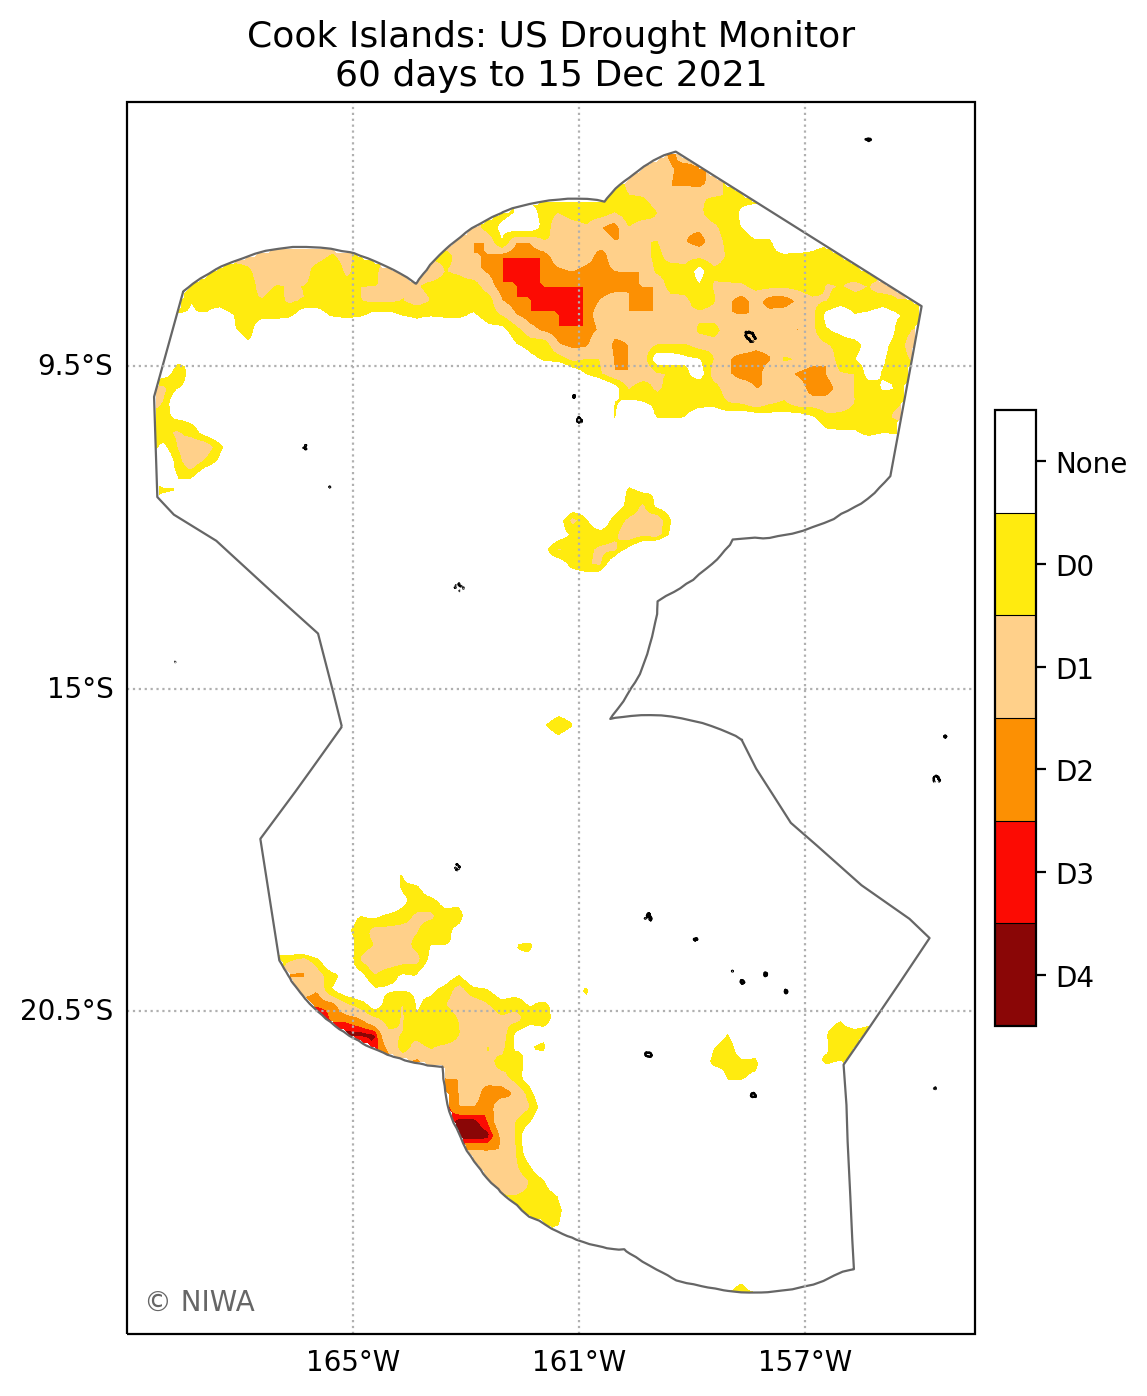 Cook Islands: US Drought Monitor
60 days to 15 Dec 2021
9.5°S
15°S
20.5°S
165°W
161°W
157°W
None
D0
D1
D2
D3
D4
© NIWA